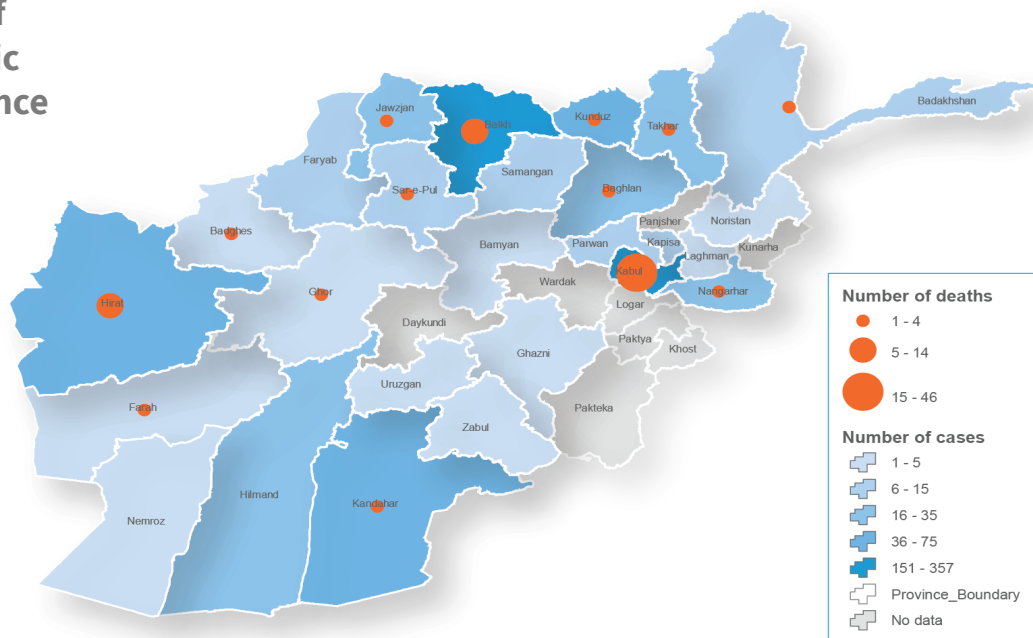 f
ic
nce
Badakhshan
Jawzjan
Balkh
Kunduz
Takhar
Faryab
Samangan
Sar-e-Pul
Baghlan
Panjsher
Noristan
Badghes
Bamyan
Parwan
Kapisa
Kunarha
Laghman
Kabul
Wardak
Nangarhar
Hirat
Ghor
Logar
Daykundi
Paktya
Khost
Ghazni
Uruzgan
Farah
Pakteka
Zabul
Hilmand
Kandahar
Nemroz
Number of deaths
1 - 4
5 - 14
15 - 46
Number of cases
1 - 5
6 - 15
16 - 35
36 - 75
151 - 357
Province_Boundary
No data